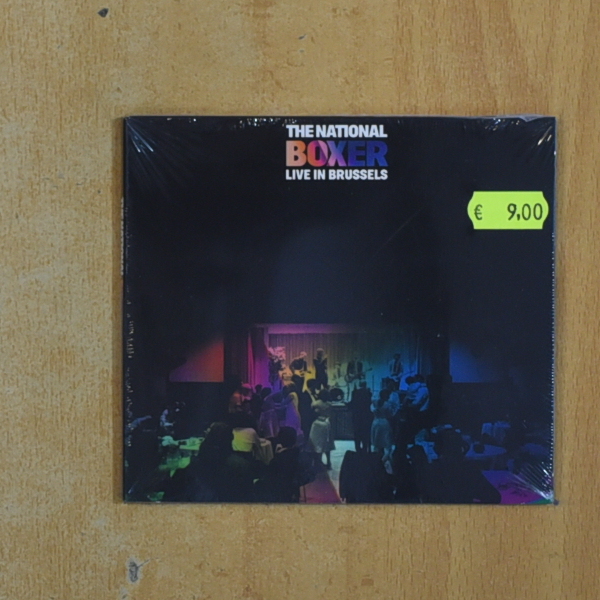 THE NATIONAL
BOXER
LIVE IN BRUSSELS
€ 9,00